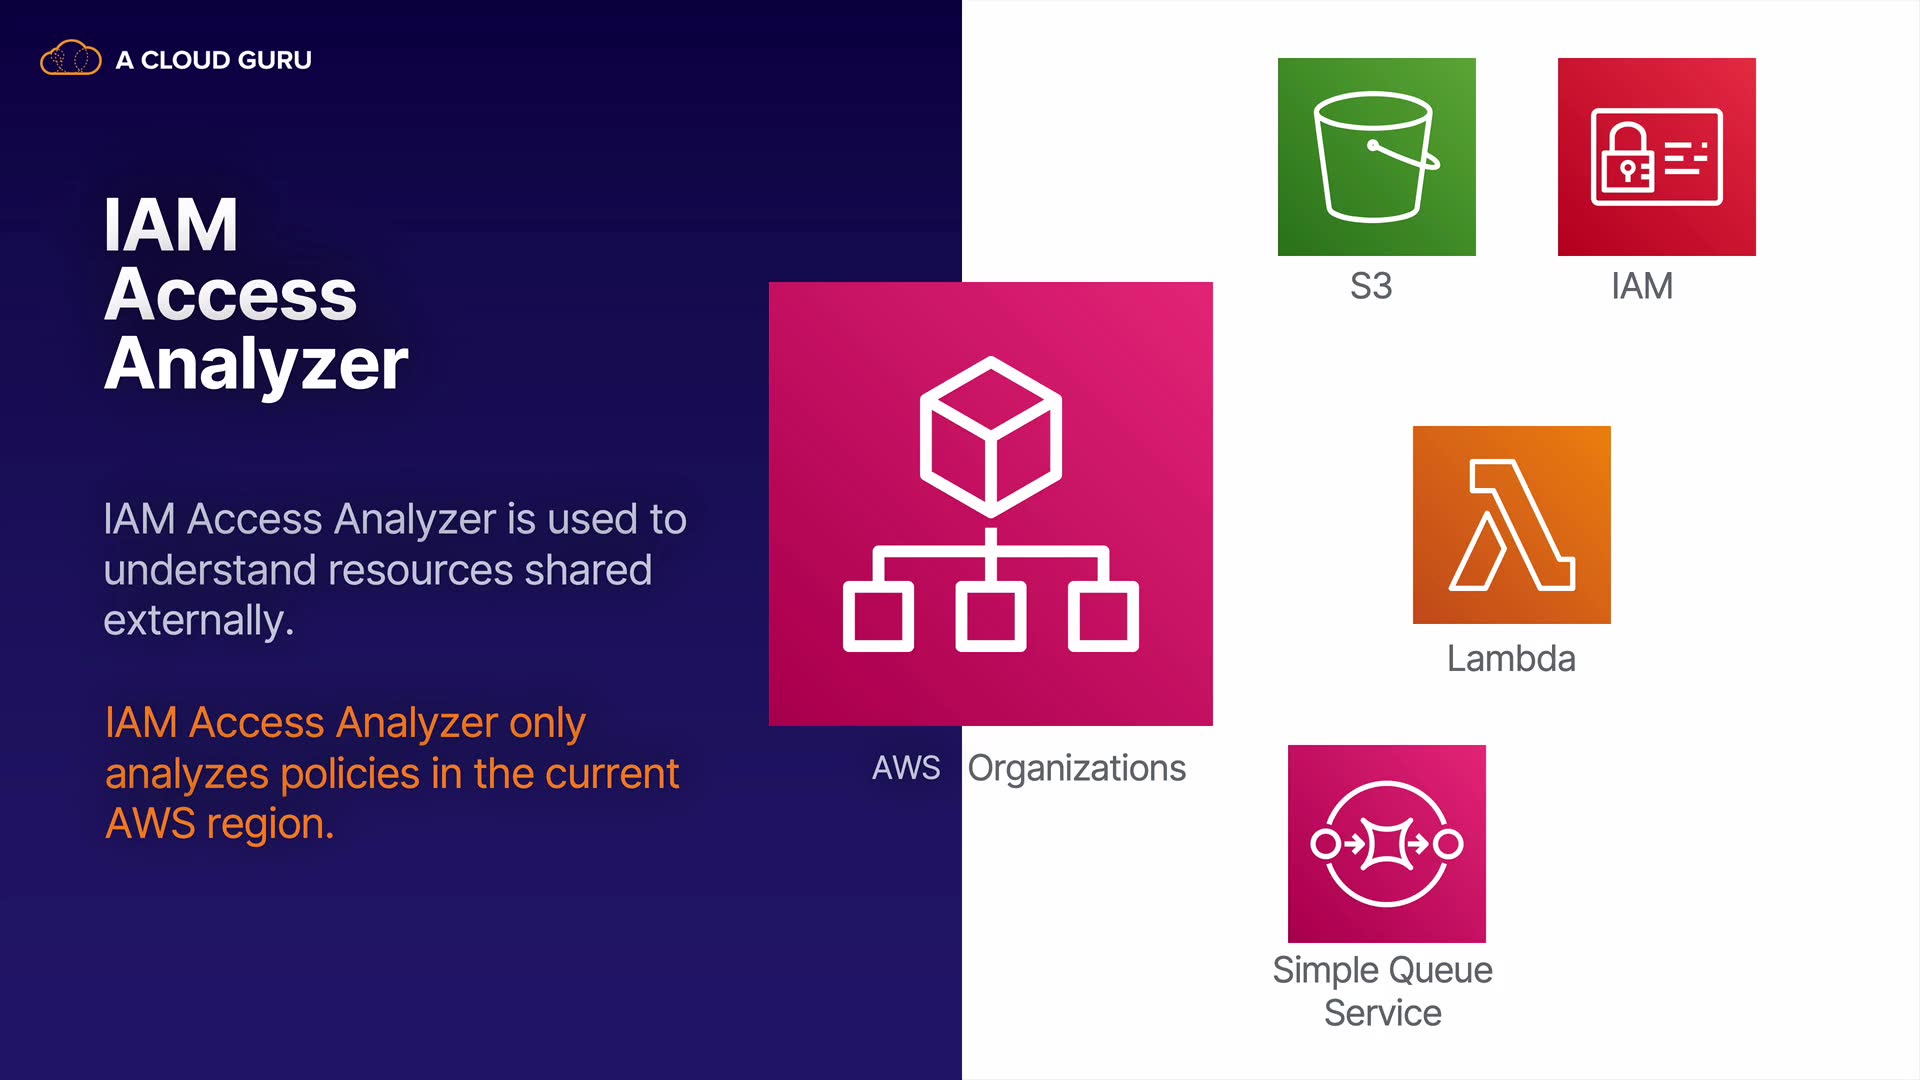 A CLOUD GURU
IAM
Access
Analyzer
IAM Access Analyzer is used to
understand resources shared
externally.
IAM Access Analyzer only
analyzes policies in the current
AWS region.
AWS Organizations
S3
IAM
Lambda
Simple Queue
Service